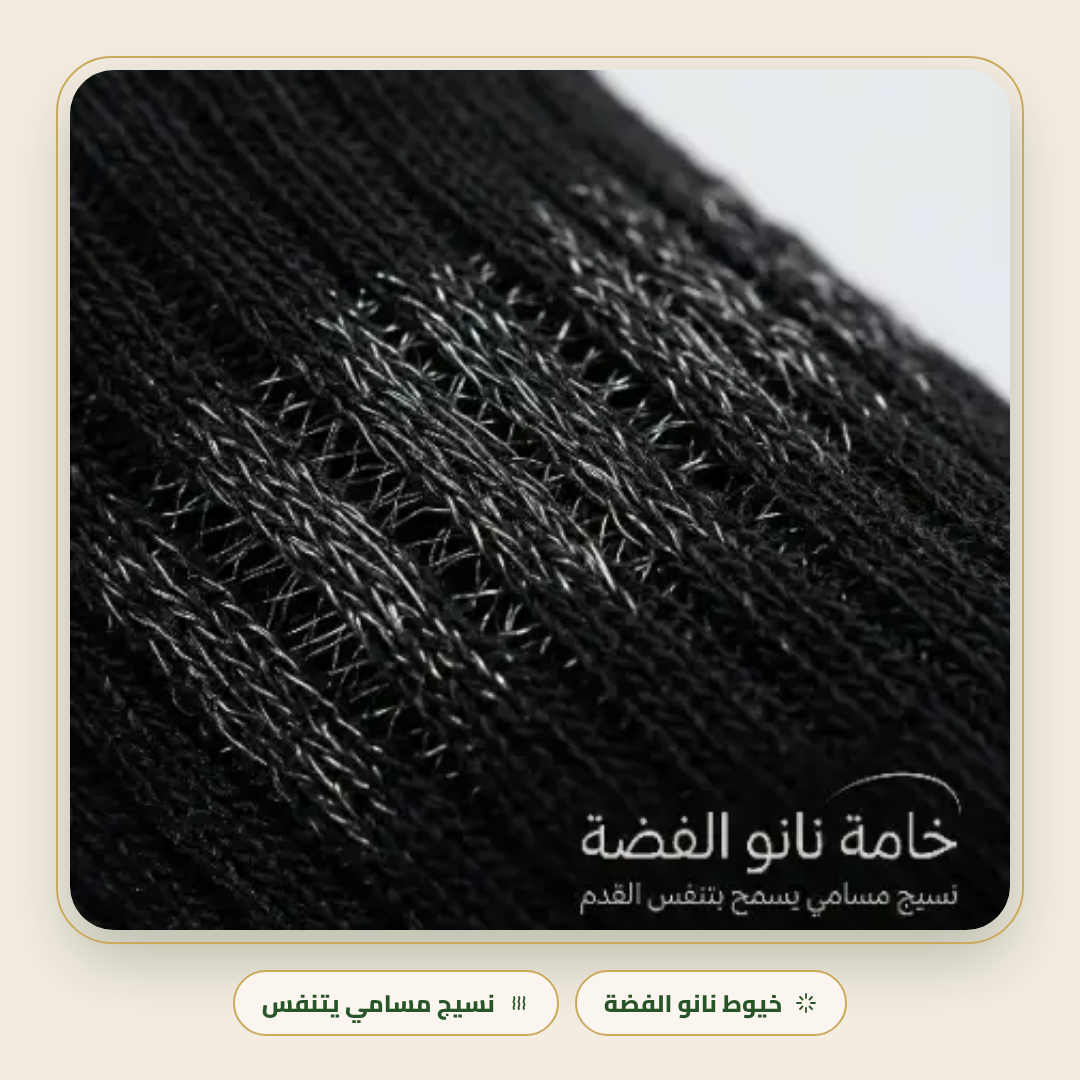 خامة نانو الفضة
نسيج مسامي يسمح بتنفس القدم
خيوط نانو الفضة
نسيج مسامي يتنفس